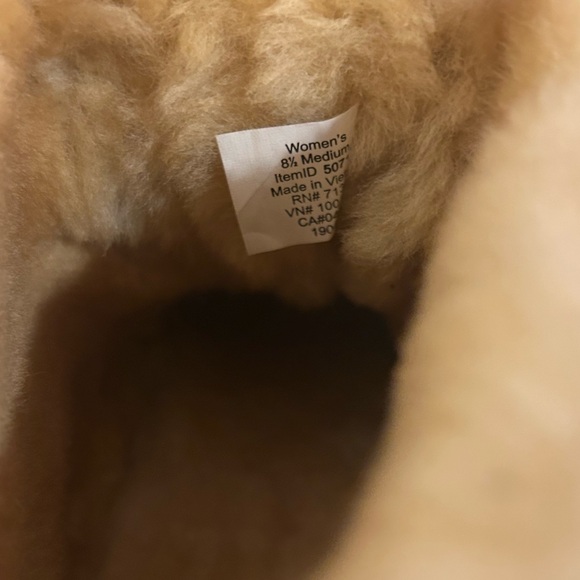 Women's
8½ Medium
ItemID 507
Made in Vie
RN# 71
VN# 100
CA#0
190